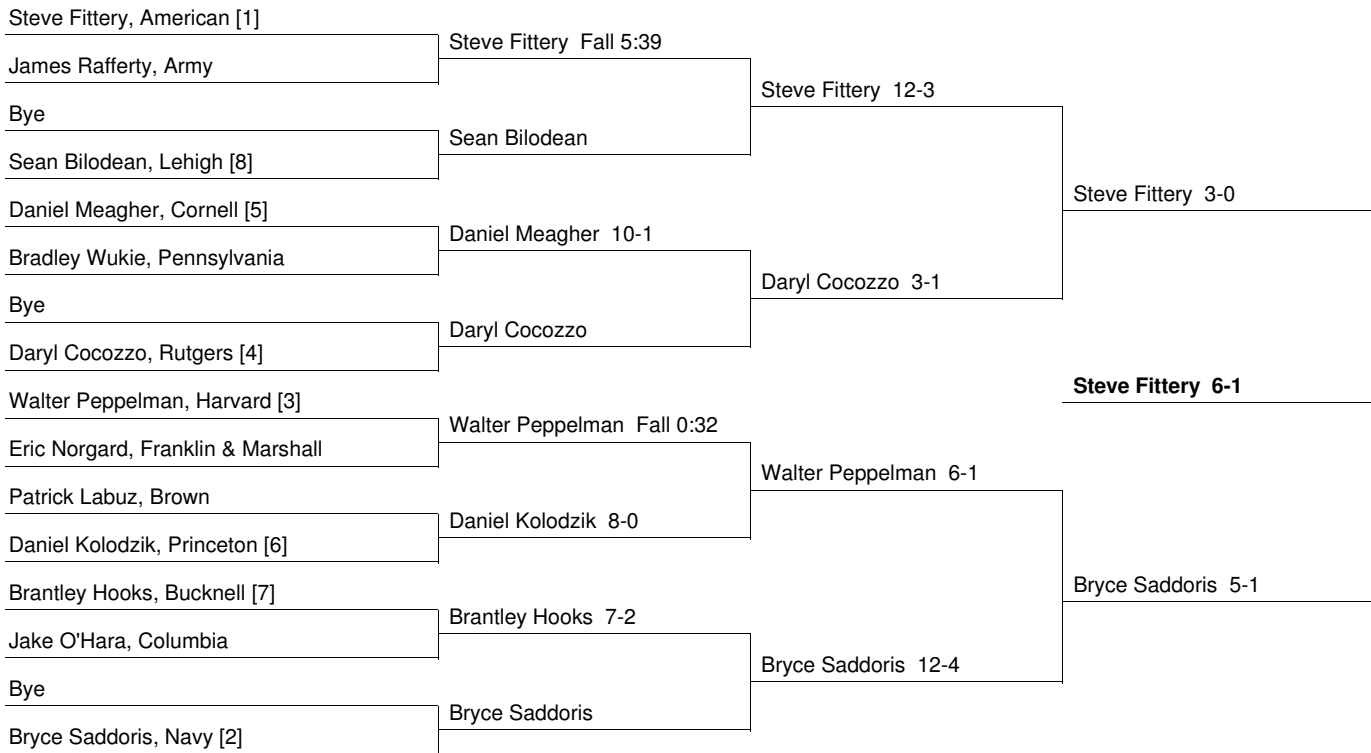 Steve Fittery, American [1]
James Rafferty, Army
Bye
Sean Bilodean, Lehigh [8]
Daniel Meagher, Cornell [5]
Bradley Wukie, Pennsylvania
Bye
Daryl Cocozzo, Rutgers [4]
Walter Peppelman, Harvard [3]
Eric Norgard, Franklin & Marshall
Patrick Labuz, Brown
Daniel Kolodzik, Princeton [6]
Brantley Hooks, Bucknell [7]
Jake O'Hara, Columbia
Bye
Bryce Saddoris, Navy [2]
Steve Fittery Fall 5:39
Sean Bilodean
Daniel Meagher 10-1
Daryl Cocozzo
Walter Peppelman Fall 0:32
Daniel Kolodzik 8-0
Brantley Hooks 7-2
Bryce Saddoris
Steve Fittery 12-3
Daryl Cocozzo 3-1
Walter Peppelman 6-1
Bryce Saddoris 12-4
Steve Fittery 3-0
Bryce Saddoris 5-1
Steve Fittery 6-1